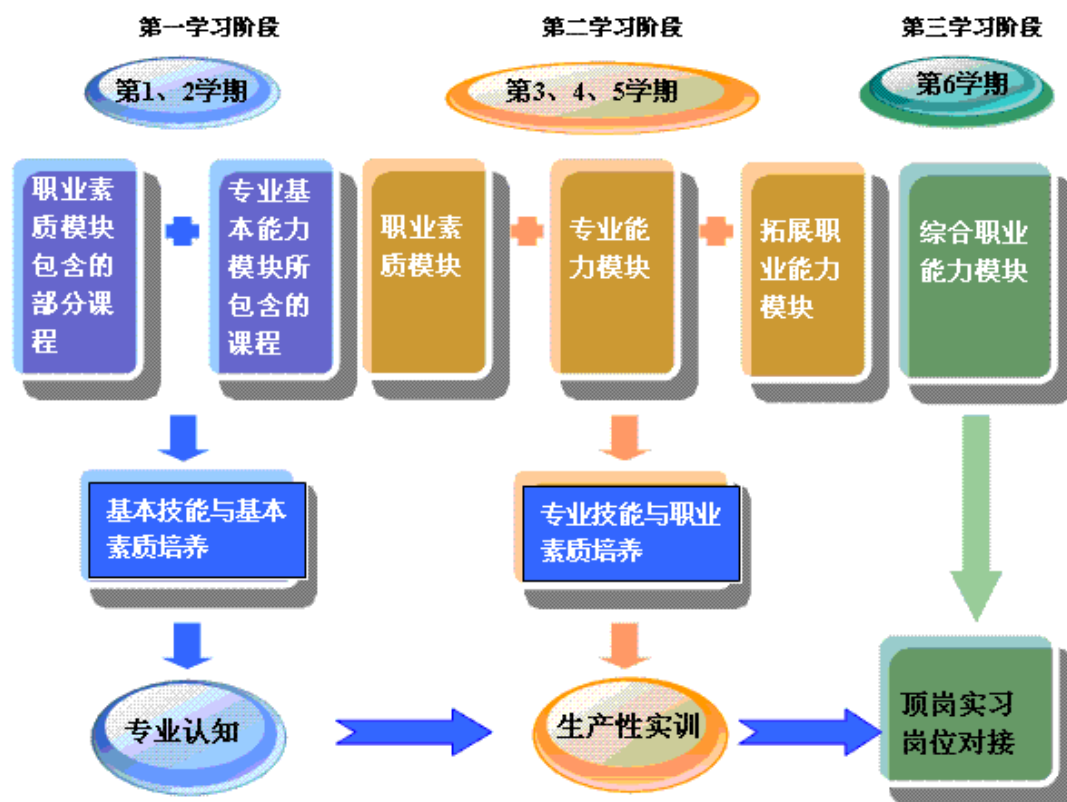 第一学习阶段
第二学习阶段
第三学习阶段
第1、2学期
第3、4、5学期
第6学期
职业素
质模块
包含的
部分课
程
专业基
本能力
模块所
包含的
课程
职业素
质模块
专业能
力模块
拓展职
业能力
模块
综合职业
能力模块
基本技能与基本
素质培养
专业技能与职业
素质培养
专业认知
生产性实训
顶岗实习
岗位对接